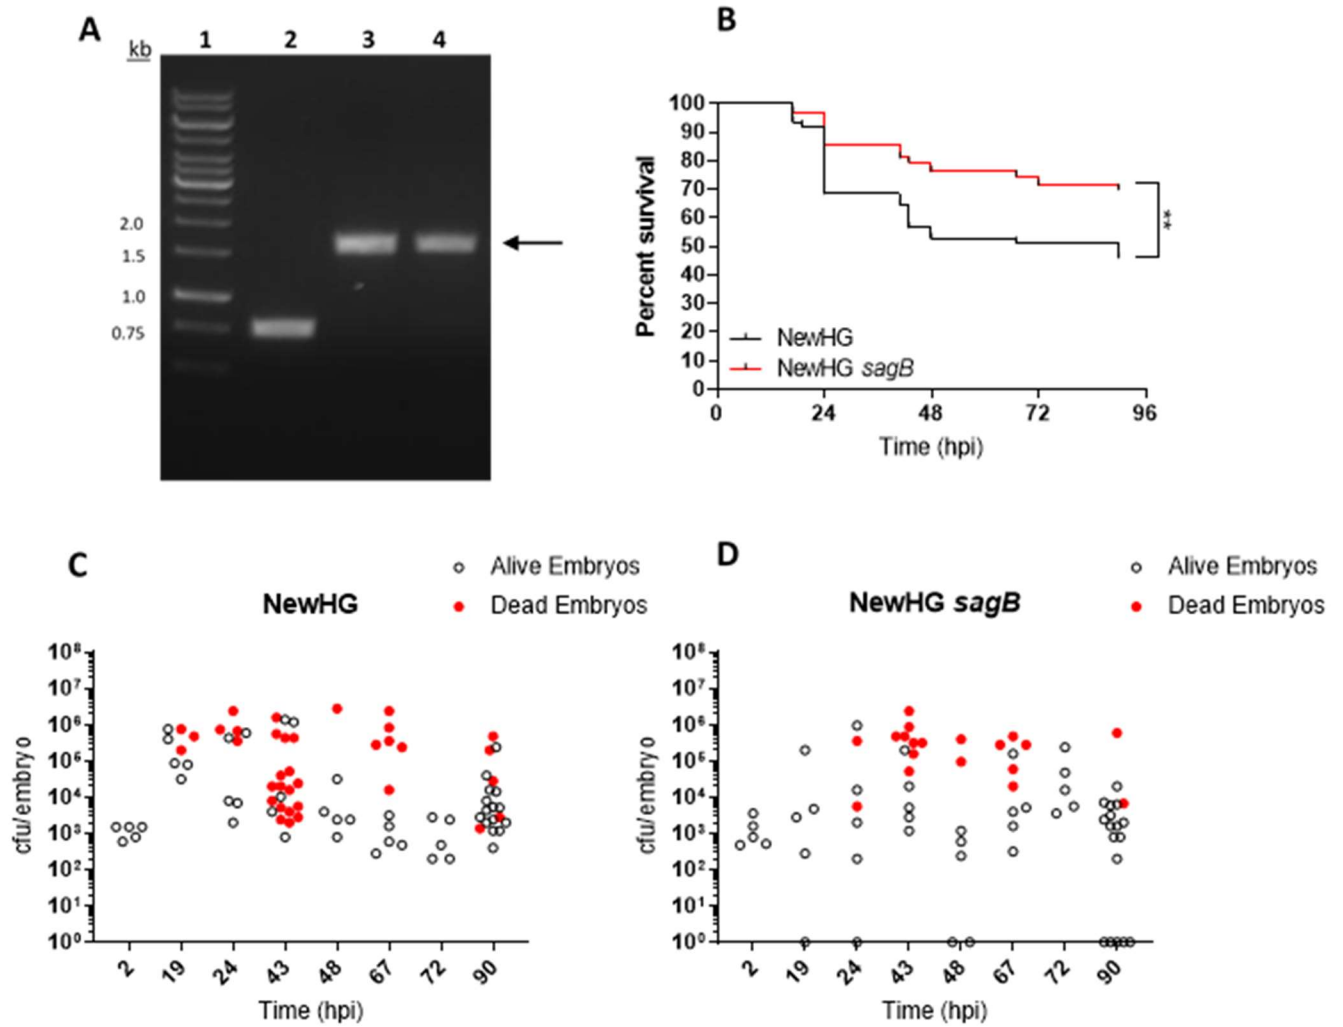 A
kb
1 2 3 4
2.0
1.5
1.0
0.75
B
100
90
80
70
60
50
40
30
20
10
0
Percent survival
NewHG
NewHG sagB
**
0 24 48 72 96
Time (hpi)
C
Alive Embryos
Dead Embryos
NewHG
10⁸
10⁷
10⁶
10⁶
10⁴
10³
10²
10¹
10⁰
cfu/embryo
2 19 24 43 48 67 72 90
Time (hpi)
D
Alive Embryos
Dead Embryos
NewHG sagB
10⁸
10⁷
10⁶
10⁶
10⁴
10³
10²
10¹
10⁰
cfu/embryo
2 19 24 43 48 67 72 90
Time (hpi)